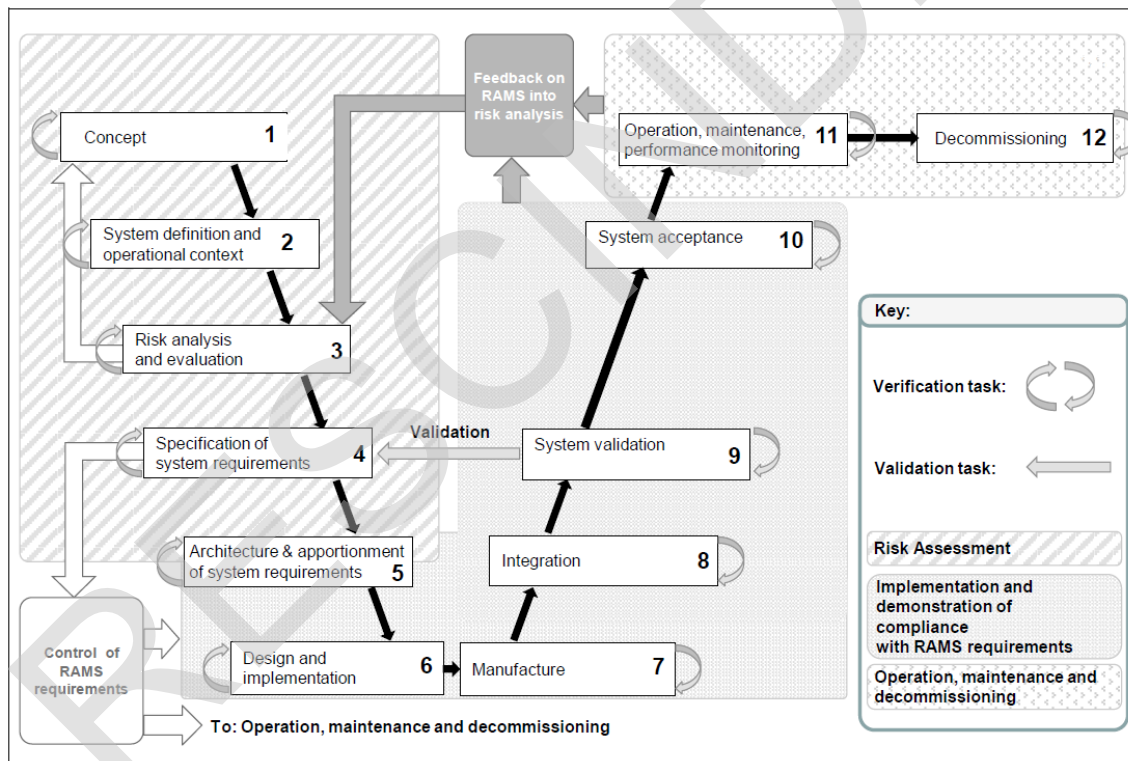 Feedback on
RAMS into
risk analysis
Concept 1
System definition and
operational context 2
Risk analysis
and evaluation 3
Specification of
system requirements 4
Architecture & apportionment
of system requirements 5
Design and
implementation 6
Manufacture 7
Integration 8
System validation 9
Validation
System acceptance 10
Operation, maintenance,
performance monitoring 11
Decommissioning 12
Control of
RAMS
requirements
To: Operation, maintenance and decommissioning
Key:
Verification task:
Validation task:
Risk Assessment
Implementation and
demonstration of
compliance
with RAMS requirements
Operation, maintenance and
decommissioning